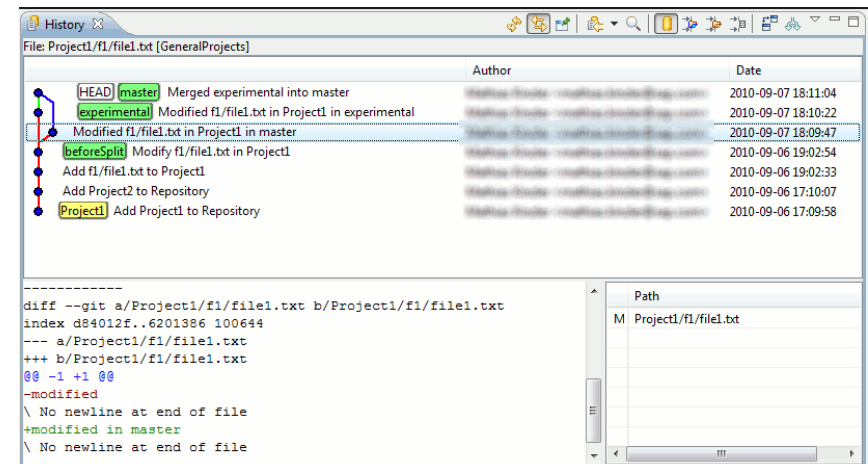 History
File: Project1/f1/file1.txt [GeneralProjects]
Author Date
HEAD master Merged experimental into master 2010-09-07 18:11:04
experimental Modified f1/file1.txt in Project1 in experimental 2010-09-07 18:10:22
Modified f1/file1.txt in Project1 in master 2010-09-07 18:09:47
beforeSplit Modify f1/file1.txt in Project1 2010-09-06 19:02:54
Add f1/file1.txt to Project1 2010-09-06 19:02:33
Add Project2 to Repository 2010-09-06 17:10:07
Project1 Add Project1 to Repository 2010-09-06 17:09:58
------------
diff --git a/Project1/f1/file1.txt b/Project1/f1/file1.txt
index d84012f..6201386 100644
--- a/Project1/f1/file1.txt
+++ b/Project1/f1/file1.txt
@@ -1 +1 @@
-modified
\ No newline at end of file
+modified in master
\ No newline at end of file
Path
M Project1/f1/file1.txt